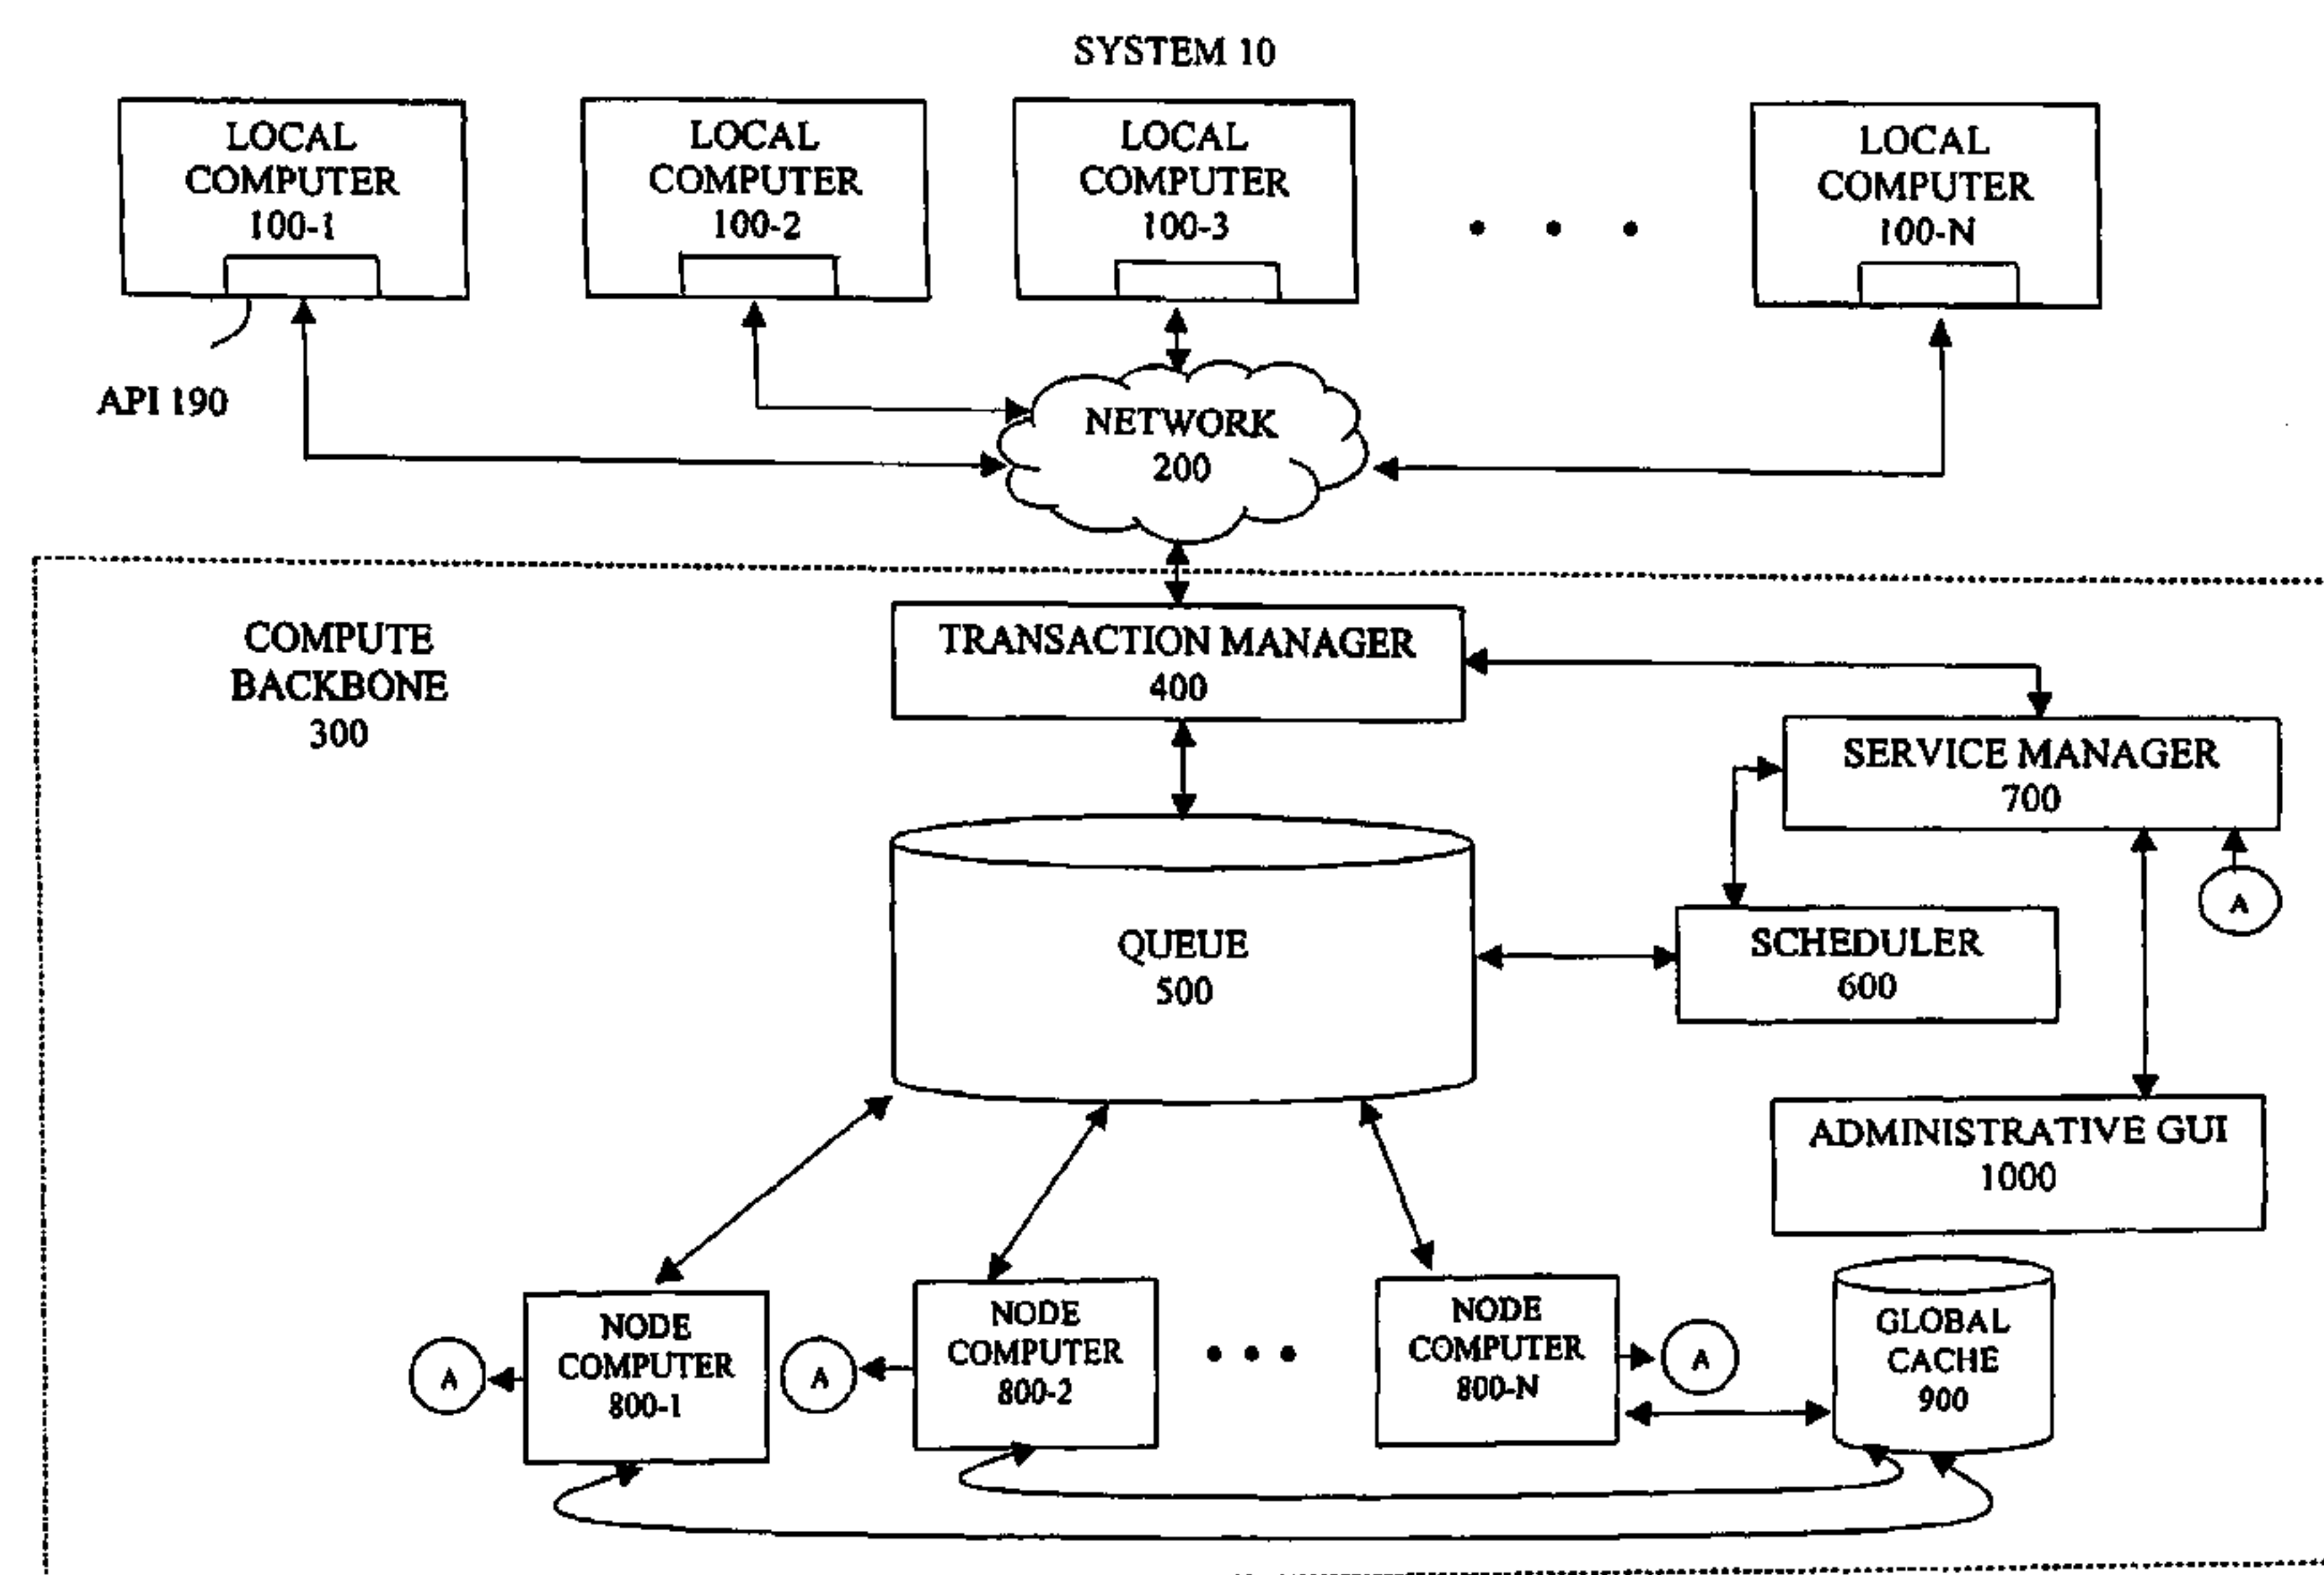 SYSTEM 10
LOCAL
COMPUTER
100-1
LOCAL
COMPUTER
100-2
LOCAL
COMPUTER
100-3
• • •
LOCAL
COMPUTER
100-N
API 190
NETWORK
200
COMPUTE
BACKBONE
300
TRANSACTION MANAGER
400
SERVICE MANAGER
700
A
QUEUE
500
SCHEDULER
600
ADMINISTRATIVE GUI
1000
A
NODE
COMPUTER
800-1
A
NODE
COMPUTER
800-2
• • •
NODE
COMPUTER
800-N
A
GLOBAL
CACHE
900